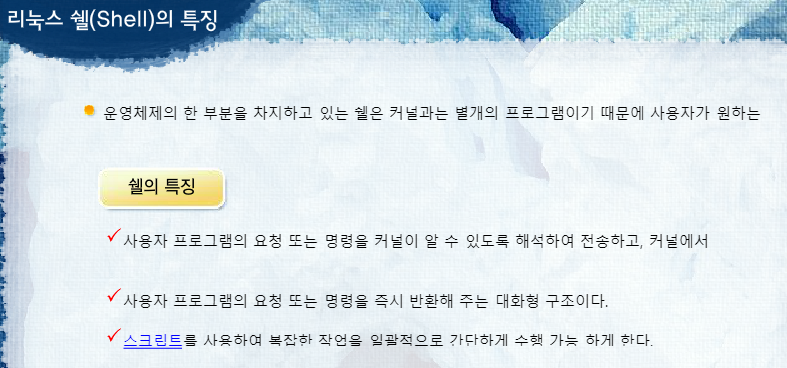 리눅스 쉘(Shell)의 특징
운영체제의 한 부분을 차지하고 있는 쉘은 커널과는 별개의 프로그램이기 때문에 사용자가 원하는
쉘의 특징
사용자 프로그램의 요청 또는 명령을 커널이 알 수 있도록 해석하여 전송하고, 커널에서
사용자 프로그램의 요청 또는 명령을 즉시 반환해 주는 대화형 구조이다.
스크립트를 사용하여 복잡한 작업을 일괄적으로 간단하게 수행 가능 하게 한다.